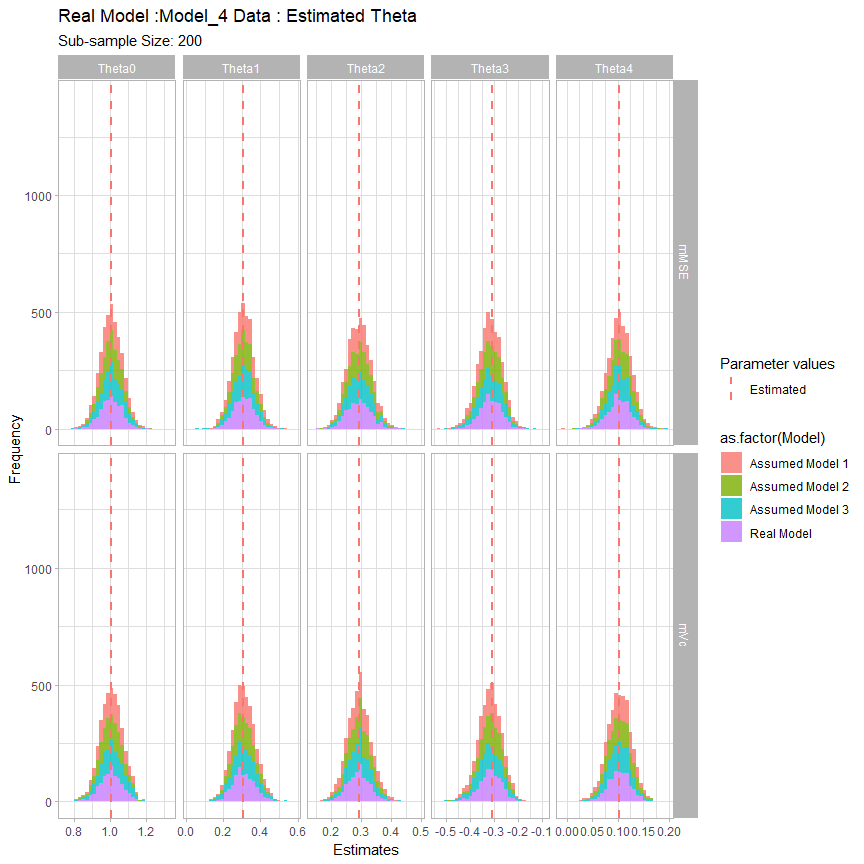 Real Model :Model_4 Data : Estimated Theta
Sub-sample Size: 200
Theta0 Theta1 Theta2 Theta3 Theta4
1000
500
0
mMSE
1000
500
0
mVc
Frequency
0.8 1.0 1.2 0.0 0.2 0.4 0.6 0.2 0.3 0.4 0.5 -0.5 -0.4 -0.3 -0.2 -0.1 0.00 0.05 0.10 0.15 0.20
Estimates
Parameter values
Estimated
as.factor(Model)
Assumed Model 1
Assumed Model 2
Assumed Model 3
Real Model